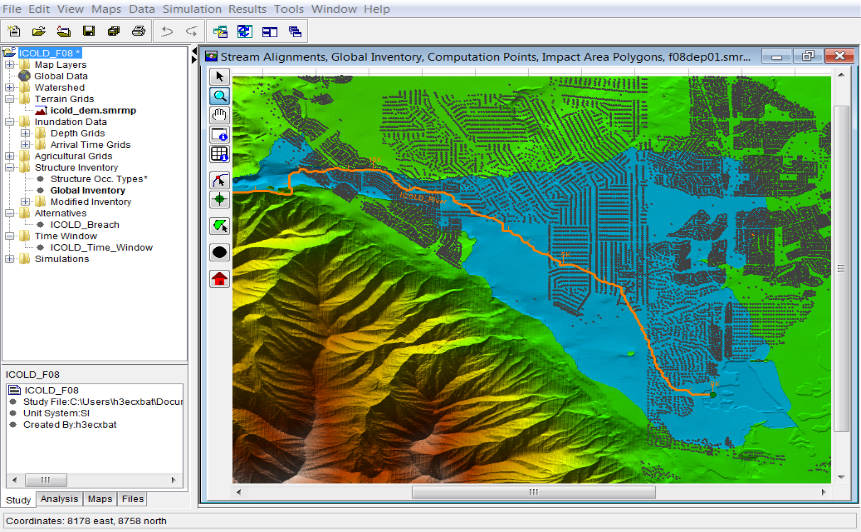 File Edit View Maps Data Simulation Results Tools Window Help
ICOLD_F08 *
Map Layers
Global Data
Watershed
Terrain Grids
icold_dem.smrmp
Inundation Data
Depth Grids
Arrival Time Grids
Agricultural Grids
Structure Inventory
Structure Occ. Types*
Global Inventory
Modified Inventory
Alternatives
ICOLD_Breach
Time Window
ICOLD_Time_Window
Simulations
ICOLD_F08
ICOLD_F08
Study File:C:\Users\h3ecxbat\Docur
Unit System:SI
Created By:h3ecxbat
Study Analysis Maps Files
Stream Alignments, Global Inventory, Computation Points, Impact Area Polygons, f08dep01.smr...
ICOLD_River
Coordinates: 8178 east, 8758 north